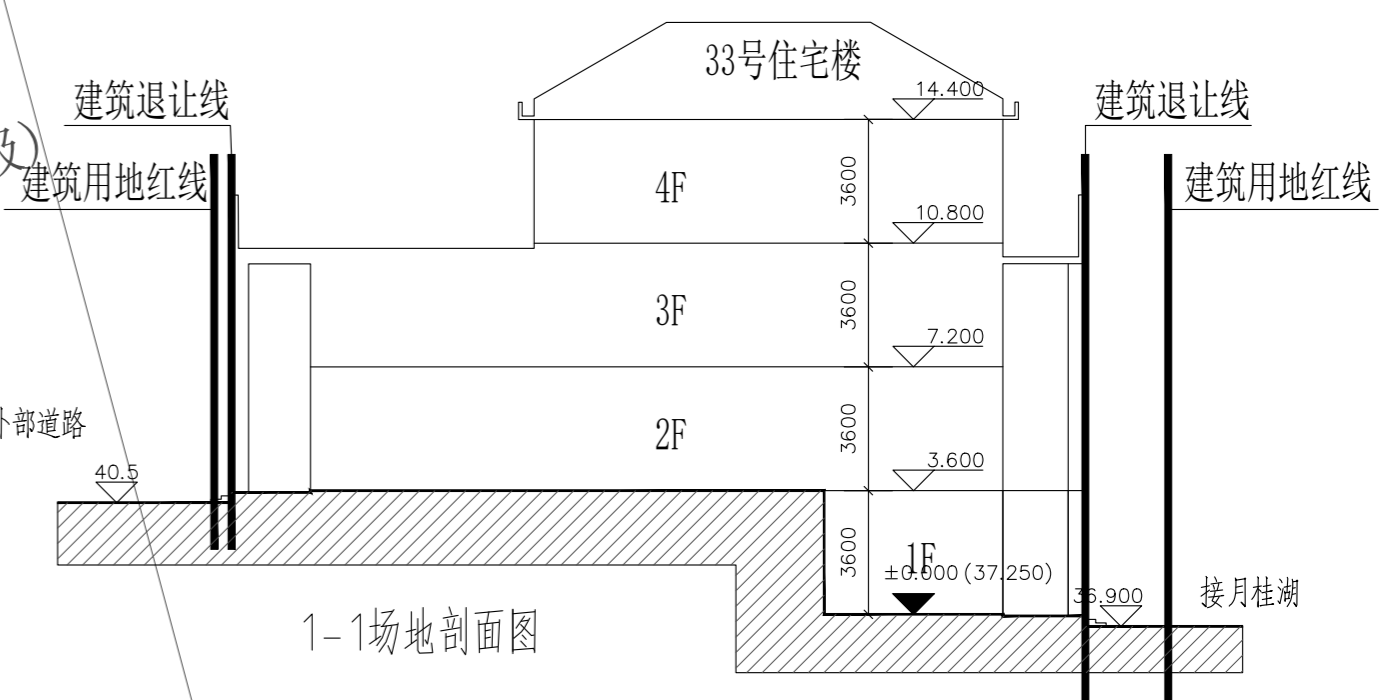 33号住宅楼
14.400
建筑退让线
建筑退让线
及)
建筑用地红线
建筑用地红线
4F
3600
10.800
3F
3600
7.200
外部道路
2F
3600
3.600
40.5
1F
3600
±0.000 (37.250)
36.900
接月桂湖
1-1场地剖面图